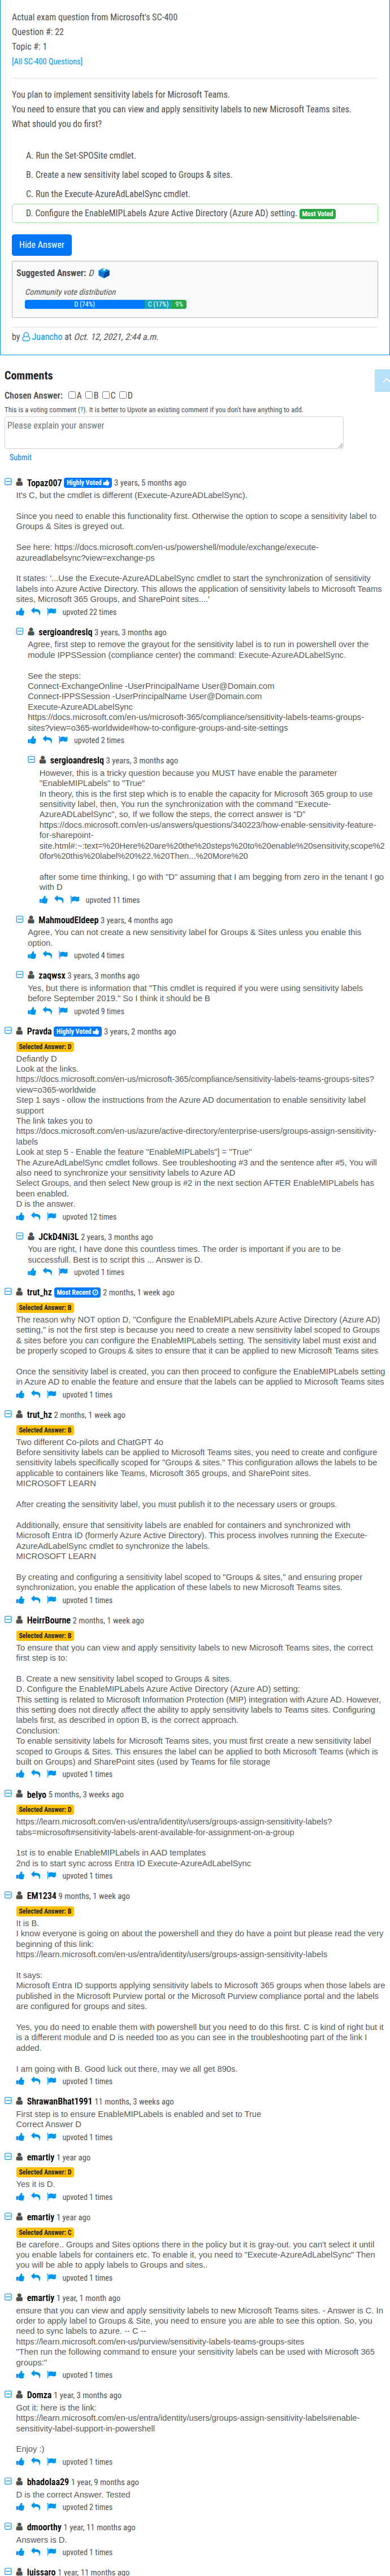 Actual exam question from Microsoft's SC-400
Question #: 22
Topic #: 1
[All SC-400 Questions]
You plan to implement sensitivity labels for Microsoft Teams.
You need to ensure that you can view and apply sensitivity labels to new Microsoft Teams sites.
What should you do first?
A. Run the Set-SPOSite cmdlet.
B. Create a new sensitivity label scoped to Groups & sites.
C. Run the Execute-AzureAdLabelSync cmdlet.
D. Configure the EnableMIPLabels Azure Active Directory (Azure AD) setting. Most Voted
Hide Answer
Suggested Answer: D
Community vote distribution
D (74%) C (17%) 9%
by Juancho at Oct. 12, 2021, 2:44 a.m.
Comments
Chosen Answer: A B C D
This is a voting comment (?). It is better to Upvote an existing comment if you don't have anything to add.
Please explain your answer
Submit
Topaz007 Highly Voted 3 years, 5 months ago
It's C, but the cmdlet is different (Execute-AzureADLabelSync).
Since you need to enable this functionality first. Otherwise the option to scope a sensitivity label to
Groups & Sites is greyed out.
See here: https://docs.microsoft.com/en-us/powershell/module/exchange/execute-
azureadlabelsync?view=exchange-ps
It states: '...Use the Execute-AzureADLabelSync cmdlet to start the synchronization of sensitivity
labels into Azure Active Directory. This allows the application of sensitivity labels to Microsoft Teams
sites, Microsoft 365 Groups, and SharePoint sites....'
upvoted 22 times
sergioandreslq 3 years, 3 months ago
Agree, first step to remove the grayout for the sensitivity label is to run in powershell over the
module IPPSSession (compliance center) the command: Execute-AzureADLabelSync.
See the steps:
Connect-ExchangeOnline -UserPrincipalName User@Domain.com
Connect-IPPSSession -UserPrincipalName User@Domain.com
Execute-AzureADLabelSync
https://docs.microsoft.com/en-us/microsoft-365/compliance/sensitivity-labels-teams-groups-
sites?view=o365-worldwide#how-to-configure-groups-and-site-settings
upvoted 2 times
sergioandreslq 3 years, 3 months ago
However, this is a tricky question because you MUST have enable the parameter
"EnableMIPLabels" to "True"
In theory, this is the first step which is to enable the capacity for Microsoft 365 group to use
sensitivity label, then, You run the synchronization with the command "Execute-
AzureADLabelSync", so, If we follow the steps, the correct answer is "D"
https://docs.microsoft.com/en-us/answers/questions/340223/how-enable-sensitivity-feature-
for-sharepoint-
site.html#:~:text=%20Here%20are%20the%20steps%20to%20enable%20sensitivity,scope%2
0for%20this%20label%20%22.%20Then...%20More%20
after some time thinking, I go with "D" assuming that I am begging from zero in the tenant I go
with D
upvoted 11 times
MahmoudEldeep 3 years, 4 months ago
Agree, You can not create a new sensitivity label for Groups & Sites unless you enable this
option.
upvoted 4 times
zaqwsx 3 years, 3 months ago
Yes, but there is information that "This cmdlet is required if you were using sensitivity labels
before September 2019." So I think it should be B
upvoted 9 times
Pravda Highly Voted 3 years, 2 months ago
Selected Answer: D
Defiantly D
Look at the links.
https://docs.microsoft.com/en-us/microsoft-365/compliance/sensitivity-labels-teams-groups-sites?
view=o365-worldwide
Step 1 says - ollow the instructions from the Azure AD documentation to enable sensitivity label
support
The link takes you to
https://docs.microsoft.com/en-us/azure/active-directory/enterprise-users/groups-assign-sensitivity-
labels
Look at step 5 - Enable the feature "EnableMIPLabels"] = "True"
The AzureAdLabelSync cmdlet follows. See troubleshooting #3 and the sentence after #5, You will
also need to synchronize your sensitivity labels to Azure AD
Select Groups, and then select New group is #2 in the next section AFTER EnableMIPLabels has
been enabled.
D is the answer.
upvoted 12 times
JCkD4Ni3L 2 years, 3 months ago
You are right, I have done this countless times. The order is important if you are to be
successful. Best is to script this ... Answer is D.
upvoted 1 times
trut_hz Most Recent 2 months, 1 week ago
Selected Answer: B
The reason why NOT option D, "Configure the EnableMIPLabels Azure Active Directory (Azure AD)
setting," is not the first step is because you need to create a new sensitivity label scoped to Groups
& sites before you can configure the EnableMIPLabels setting. The sensitivity label must exist and
be properly scoped to Groups & sites to ensure that it can be applied to new Microsoft Teams sites
Once the sensitivity label is created, you can then proceed to configure the EnableMIPLabels setting
in Azure AD to enable the feature and ensure that the labels can be applied to Microsoft Teams sites
upvoted 1 times
trut_hz 2 months, 1 week ago
Selected Answer: B
Two different Co-pilots and ChatGPT 4o
Before sensitivity labels can be applied to Microsoft Teams sites, you need to create and configure
sensitivity labels specifically scoped for "Groups & sites." This configuration allows the labels to be
applicable to containers like Teams, Microsoft 365 groups, and SharePoint sites.
MICROSOFT LEARN
After creating the sensitivity label, you must publish it to the necessary users or groups.
Additionally, ensure that sensitivity labels are enabled for containers and synchronized with
Microsoft Entra ID (formerly Azure Active Directory). This process involves running the Execute-
AzureAdLabelSync cmdlet to synchronize the labels.
MICROSOFT LEARN
By creating and configuring a sensitivity label scoped to "Groups & sites," and ensuring proper
synchronization, you enable the application of these labels to new Microsoft Teams sites.
upvoted 1 times
HeirrBourne 2 months, 1 week ago
Selected Answer: B
To ensure that you can view and apply sensitivity labels to new Microsoft Teams sites, the correct
first step is to:
B. Create a new sensitivity label scoped to Groups & sites.
D. Configure the EnableMIPLabels Azure Active Directory (Azure AD) setting:
This setting is related to Microsoft Information Protection (MIP) integration with Azure AD. However,
this setting does not directly affect the ability to apply sensitivity labels to Teams sites. Configuring
labels first, as described in option B, is the correct approach.
Conclusion:
To enable sensitivity labels for Microsoft Teams sites, you must first create a new sensitivity label
scoped to Groups & Sites. This ensures the label can be applied to both Microsoft Teams (which is
built on Groups) and SharePoint sites (used by Teams for file storage
upvoted 1 times
belyo 5 months, 3 weeks ago
Selected Answer: D
https://learn.microsoft.com/en-us/entra/identity/users/groups-assign-sensitivity-labels?
tabs=microsoft#sensitivity-labels-arent-available-for-assignment-on-a-group
1st is to enable EnableMIPLabels in AAD templates
2nd is to start sync across Entra ID Execute-AzureAdLabelSync
upvoted 1 times
EM1234 9 months, 1 week ago
Selected Answer: B
It is B.
I know everyone is going on about the powershell and they do have a point but please read the very
beginning of this link:
https://learn.microsoft.com/en-us/entra/identity/users/groups-assign-sensitivity-labels
It says:
Microsoft Entra ID supports applying sensitivity labels to Microsoft 365 groups when those labels are
published in the Microsoft Purview portal or the Microsoft Purview compliance portal and the labels
are configured for groups and sites.
Yes, you do need to enable them with powershell but you need to do this first. C is kind of right but it
is a different module and D is needed too as you can see in the troubleshooting part of the link I
added.
I am going with B. Good luck out there, may we all get 890s.
upvoted 1 times
ShrawanBhat1991 11 months, 3 weeks ago
First step is to ensure EnableMIPLabels is enabled and set to True
Correct Answer D
upvoted 1 times
emartiy 1 year ago
Selected Answer: D
Yes it is D.
upvoted 1 times
emartiy 1 year ago
Selected Answer: C
Be carefore.. Groups and Sites options there in the policy but it is gray-out. you can't select it until
you enable labels for containers etc. To enable it, you need to "Execute-AzureAdLabelSync" Then
you will be able to apply labels to Groups and sites..
upvoted 1 times
emartiy 1 year, 1 month ago
ensure that you can view and apply sensitivity labels to new Microsoft Teams sites. - Answer is C. In
order to apply label to Groups & Site, you need to ensure you are able to see this option. So, you
need to sync labels to azure. -- C --
https://learn.microsoft.com/en-us/purview/sensitivity-labels-teams-groups-sites
"Then run the following command to ensure your sensitivity labels can be used with Microsoft 365
groups:"
upvoted 1 times
Domza 1 year, 3 months ago
Got it: here is the link:
https://learn.microsoft.com/en-us/entra/identity/users/groups-assign-sensitivity-labels#enable-
sensitivity-label-support-in-powershell
Enjoy :)
upvoted 1 times
bhadolaa29 1 year, 9 months ago
D is the correct Answer. Tested
upvoted 2 times
dmoorthy 1 year, 11 months ago
Answers is D.
upvoted 1 times
luissaro 1 year, 11 months ago